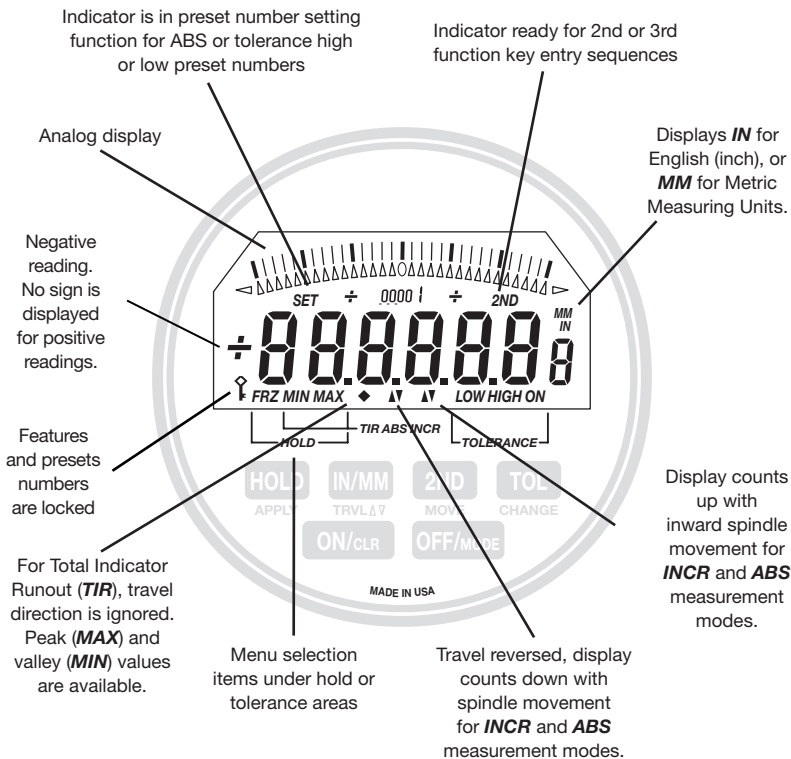 Indicator is in preset number setting
function for ABS or tolerance high
or low preset numbers
Indicator ready for 2nd or 3rd
function key entry sequences
Analog display
Displays IN for
English (inch), or
MM for Metric
Measuring Units.
Negative
reading.
No sign is
displayed
for positive
readings.
SET ÷ 0000 1 ÷ 2ND
MM
IN
÷ 88.8.8.8.8 8
FRZ MIN MAX LOW HIGH ON
TIR ABS INCR
HOLD
TOLERANCE
Features
and presets
numbers
are locked
HOLD IN/MM 2ND TOL
APPLY TRVL△▽ MOVE CHANGE
ON/CLR OFF/MODE
MADE IN USA
Display counts
up with
inward spindle
movement for
INCR and ABS
measurement
modes.
For Total Indicator
Runout (TIR), travel
direction is ignored.
Peak (MAX) and
valley (MIN) values
are available.
Menu selection
items under hold or
tolerance areas
Travel reversed, display
counts down with
spindle movement
for INCR and ABS
measurement modes.